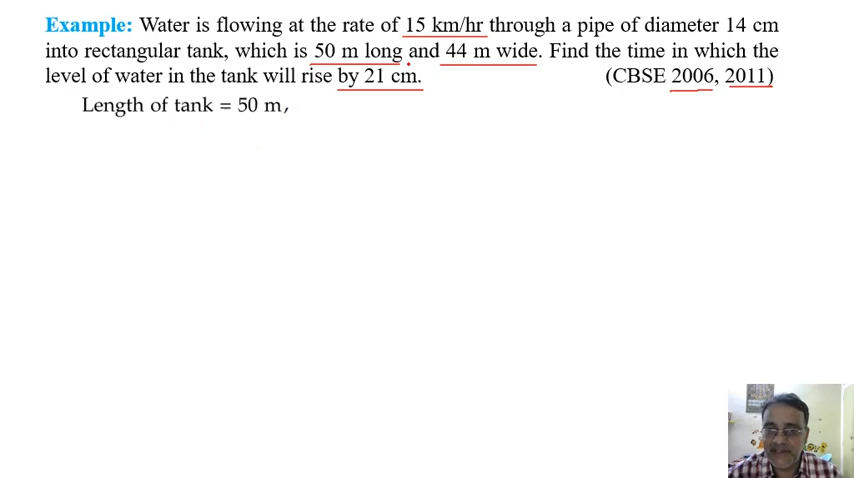 Example: Water is flowing at the rate of 15 km/hr through a pipe of diameter 14 cm
into rectangular tank, which is 50 m long and 44 m wide. Find the time in which the
level of water in the tank will rise by 21 cm. (CBSE 2006, 2011)
Length of tank = 50 m,